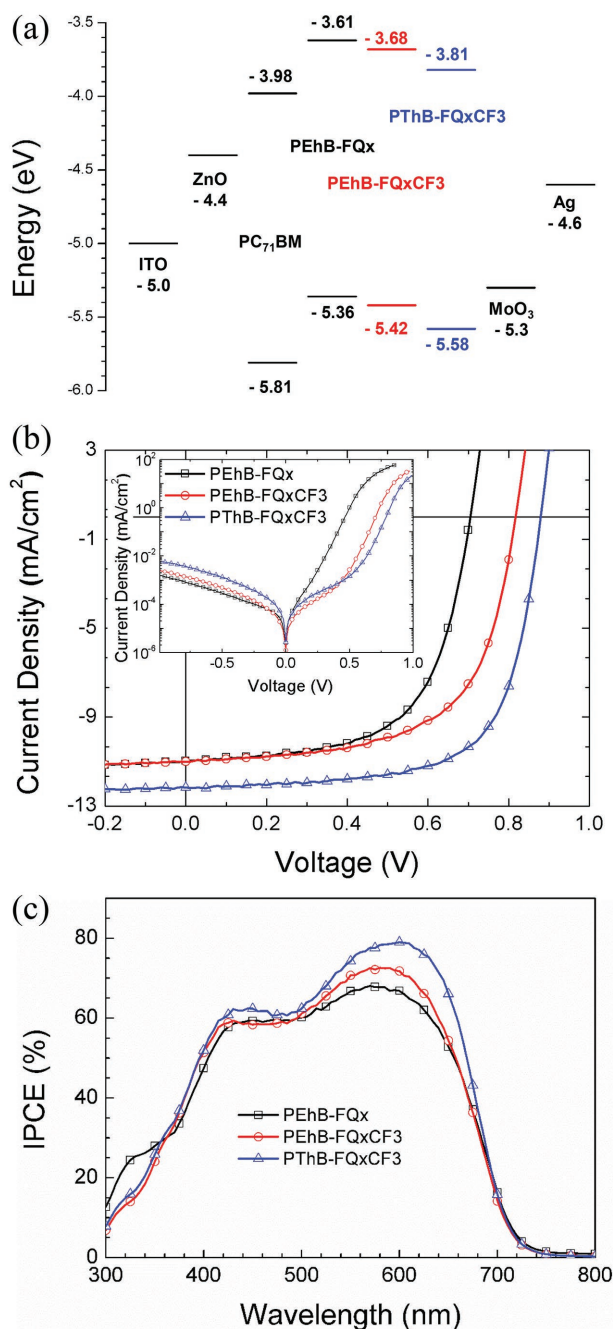 (a)
-3.5
-4.0
-4.5
-5.0
-5.5
-6.0
Energy (eV)
- 3.61
- 3.68
- 3.81
- 3.98
PThB-FQxCF3
PEhB-FQx
ZnO
- 4.4
PEhB-FQxCF3
Ag
- 4.6
PC71BM
ITO
- 5.0
- 5.36
- 5.42
- 5.58
MoO3
- 5.3
- 5.81
(b)
3
-1
-5
-9
-13
Current Density (mA/cm²)
-0.2 0.0 0.2 0.4 0.6 0.8 1.0
Voltage (V)
10²
10⁰
10⁻²
10⁻⁴
10⁻⁶
Current Density (mA/cm²)
PEhB-FQx
PEhB-FQxCF3
PThB-FQxCF3
-0.5 0.0 0.5 1.0
Voltage (V)
(c)
80
60
40
20
0
IPCE (%)
PEhB-FQx
PEhB-FQxCF3
PThB-FQxCF3
300 400 500 600 700 800
Wavelength (nm)